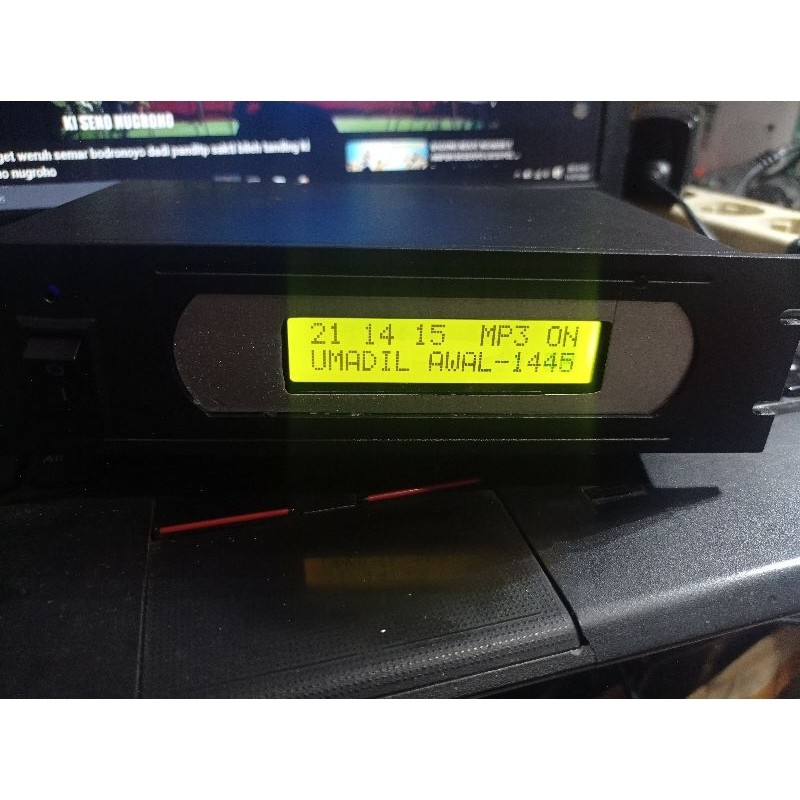 KI SENO NUGROHO
get weruh semar bodronoyo dadi pandito sakti bikin tanding ki
no nugroho
21 14 15 MP3 ON
UMADIL AWAL-1445